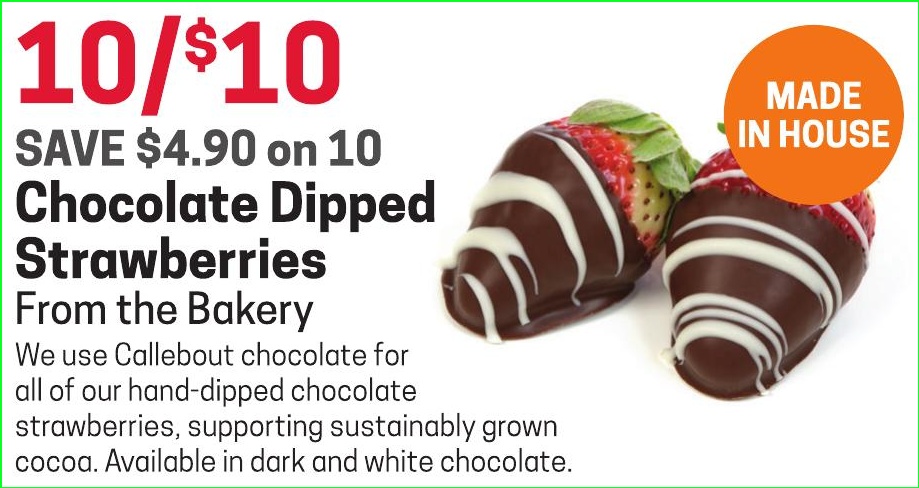 10/$10
SAVE $4.90 on 10
Chocolate Dipped
Strawberries
From the Bakery
We use Callebout chocolate for
all of our hand-dipped chocolate
strawberries, supporting sustainably grown
cocoa. Available in dark and white chocolate.
MADE
IN HOUSE